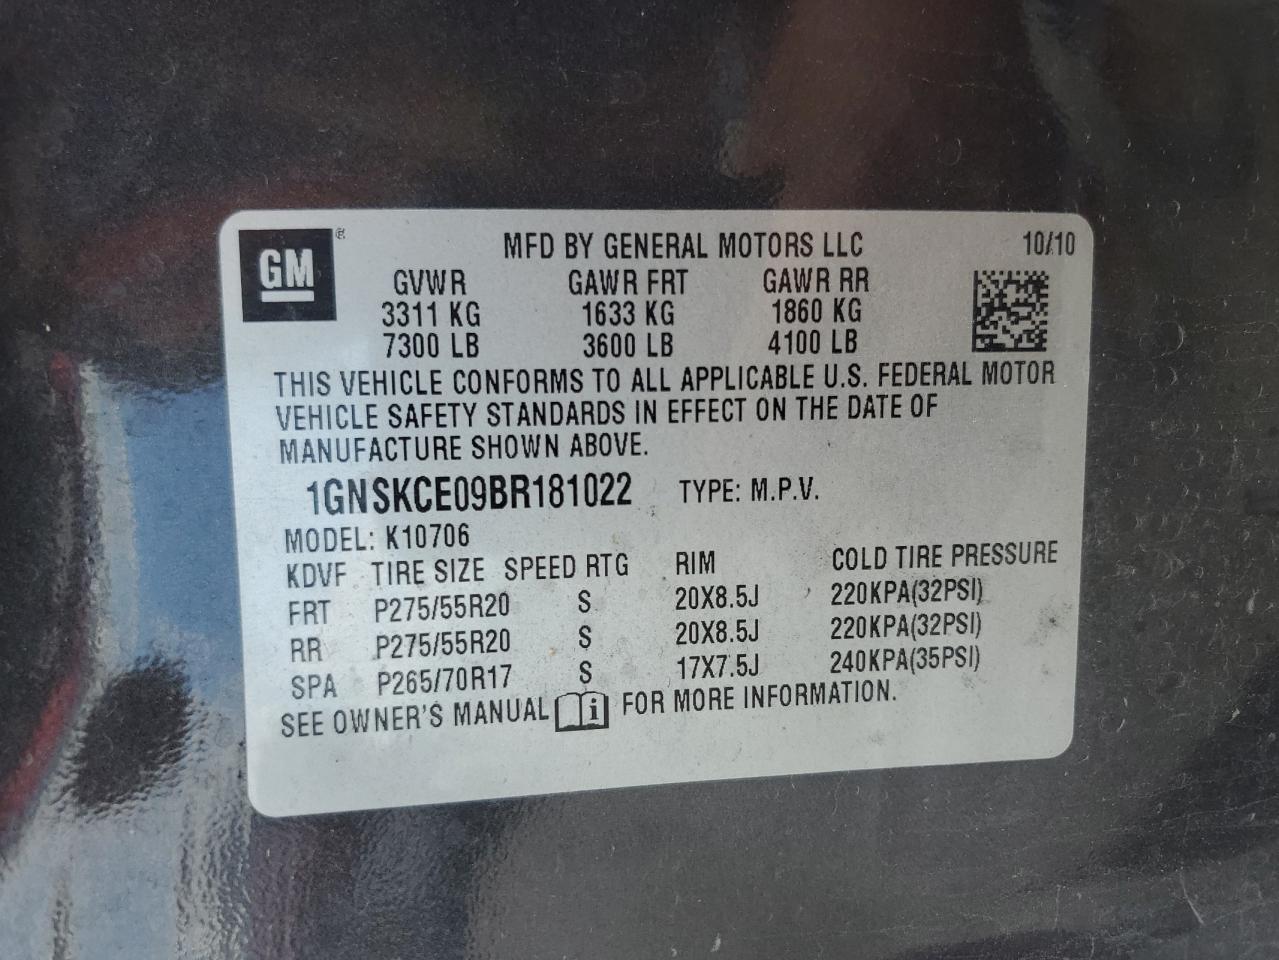 GM ® MFD BY GENERAL MOTORS LLC 10/10
GVWR GAWR FRT GAWR RR
3311 KG 1633 KG 1860 KG
7300 LB 3600 LB 4100 LB
THIS VEHICLE CONFORMS TO ALL APPLICABLE U.S. FEDERAL MOTOR
VEHICLE SAFETY STANDARDS IN EFFECT ON THE DATE OF
MANUFACTURE SHOWN ABOVE.
1GNSKCE09BR181022 TYPE: M.P.V.
MODEL: K10706
KDVF TIRE SIZE SPEED RTG RIM COLD TIRE PRESSURE
FRT P275/55R20 S 20X8.5J 220KPA(32PSI)
RR P275/55R20 S 20X8.5J 220KPA(32PSI)
SPA P265/70R17 S 17X7.5J 240KPA(35PSI)
SEE OWNER'S MANUAL i FOR MORE INFORMATION.